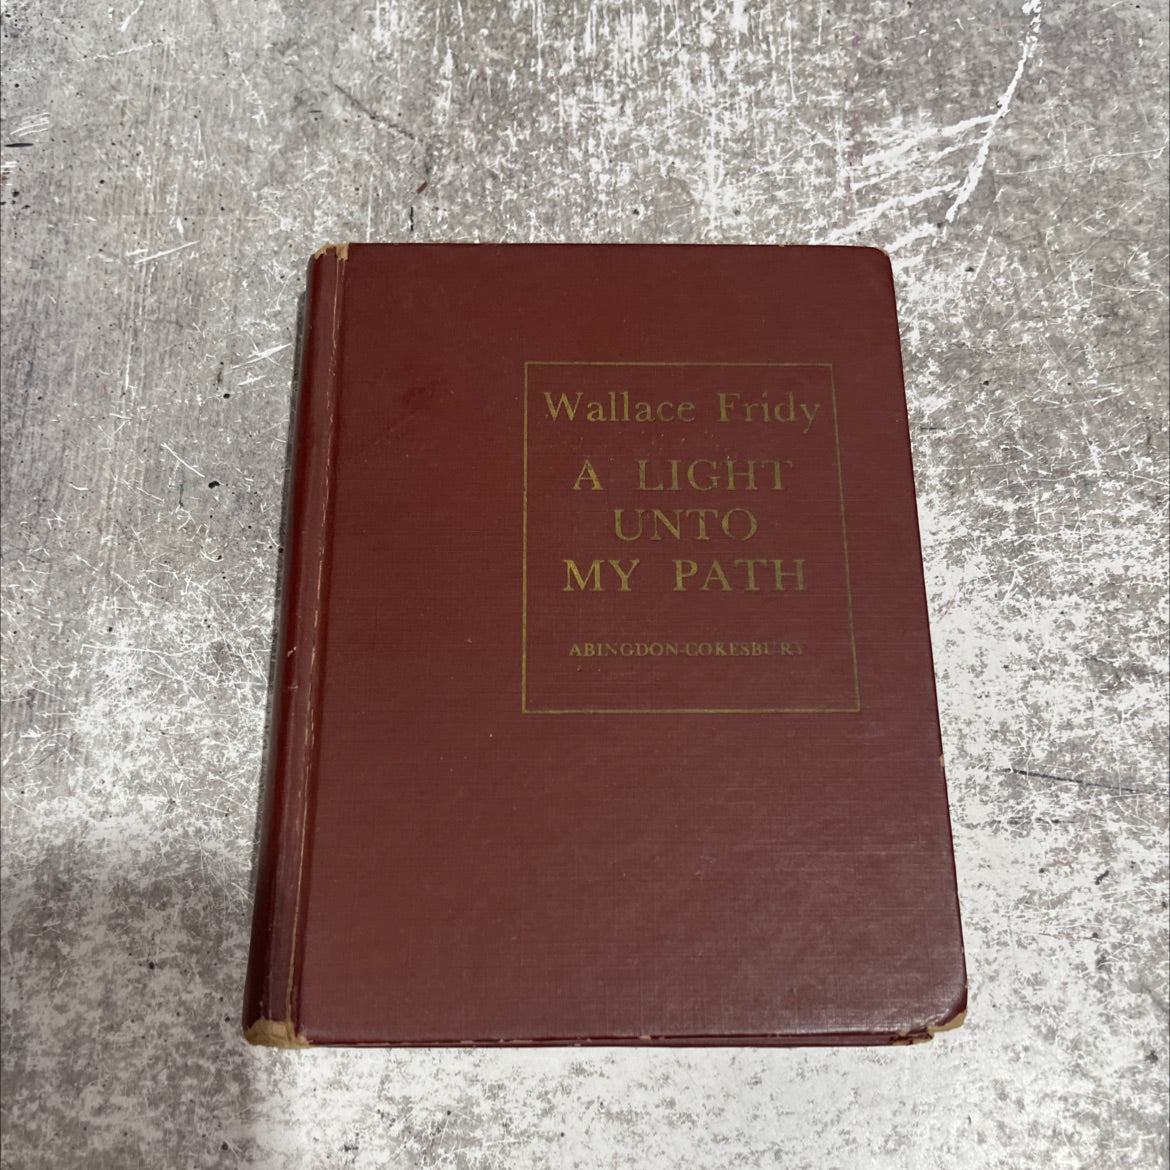 Wallace Fridy
A LIGHT
UNTO
MY PATH
ABINGDON-COKESBURY